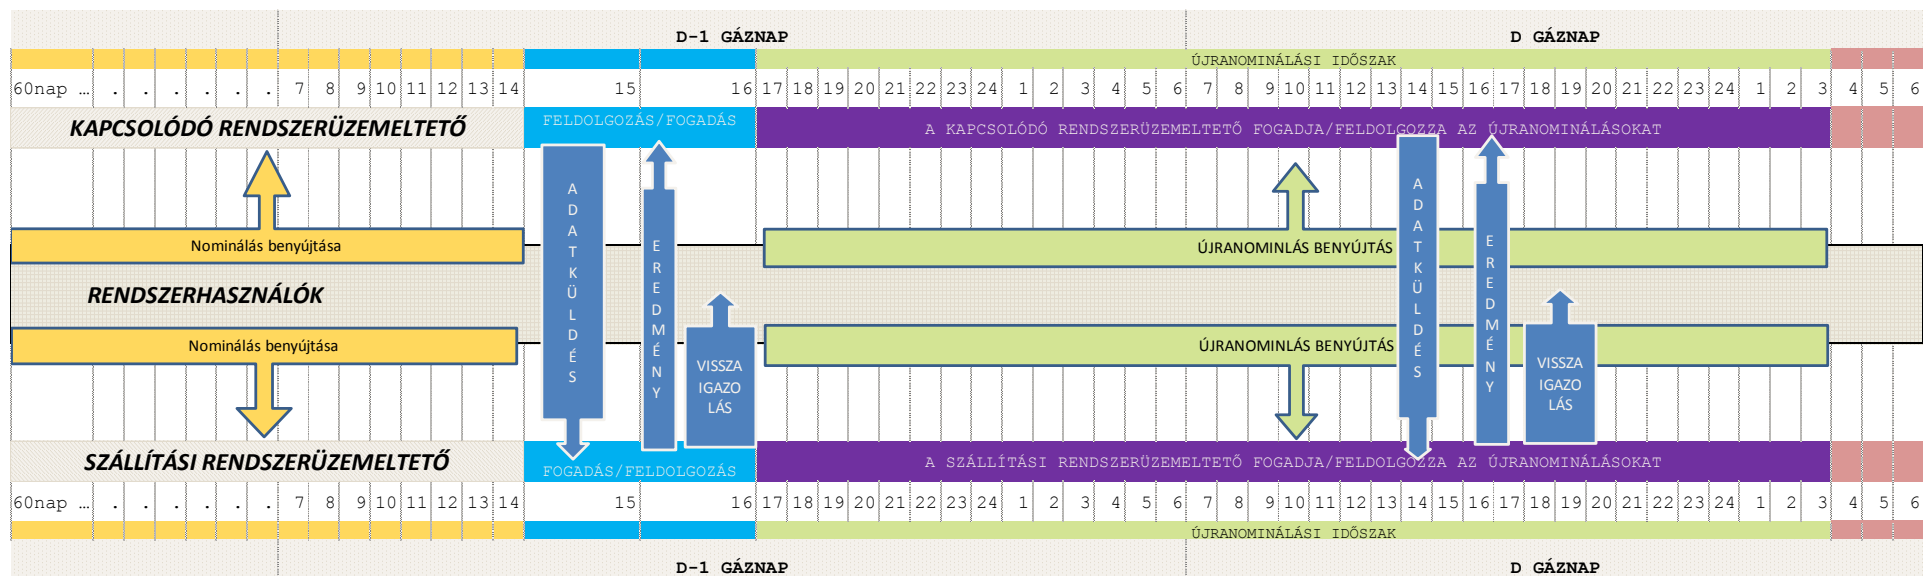 D-1 GÁZNAP D GÁZNAP
ÚJRANOMINÁLÁSI IDŐSZAK
60nap … . . . . . . 7 8 9 10 11 12 13 14 15 16 17 18 19 20 21 22 23 24 1 2 3 4 5 6 7 8 9 10 11 12 13 14 15 16 17 18 19 20 21 22 23 24 1 2 3 4 5 6
KAPCSOLÓDÓ RENDSZERÜZEMELTETŐ
FELDOLGOZÁS/FOGADÁS
A KAPCSOLÓDÓ RENDSZERÜZEMELTETŐ FOGADJA/FELDOLGOZZA AZ ÚJRANOMINÁLÁSOKAT
Nominálás benyújtása
ÚJRANOMINLÁS BENYÚJTÁS
ADATKÜLDÉS
EREDMÉNY
ADATKÜLDÉS
EREDMÉNY
RENDSZERHASZNÁLÓK
Nominálás benyújtása
ÚJRANOMINLÁS BENYÚJTÁS
VISSZA
IGAZO
LÁS
VISSZA
IGAZO
LÁS
SZÁLLÍTÁSI RENDSZERÜZEMELTETŐ
FOGADÁS/FELDOLGOZÁS
A SZÁLLÍTÁSI RENDSZERÜZEMELTETŐ FOGADJA/FELDOLGOZZA AZ ÚJRANOMINÁLÁSOKAT
60nap … . . . . . . 7 8 9 10 11 12 13 14 15 16 17 18 19 20 21 22 23 24 1 2 3 4 5 6 7 8 9 10 11 12 13 14 15 16 17 18 19 20 21 22 23 24 1 2 3 4 5 6
ÚJRANOMINÁLÁSI IDŐSZAK
D-1 GÁZNAP D GÁZNAP